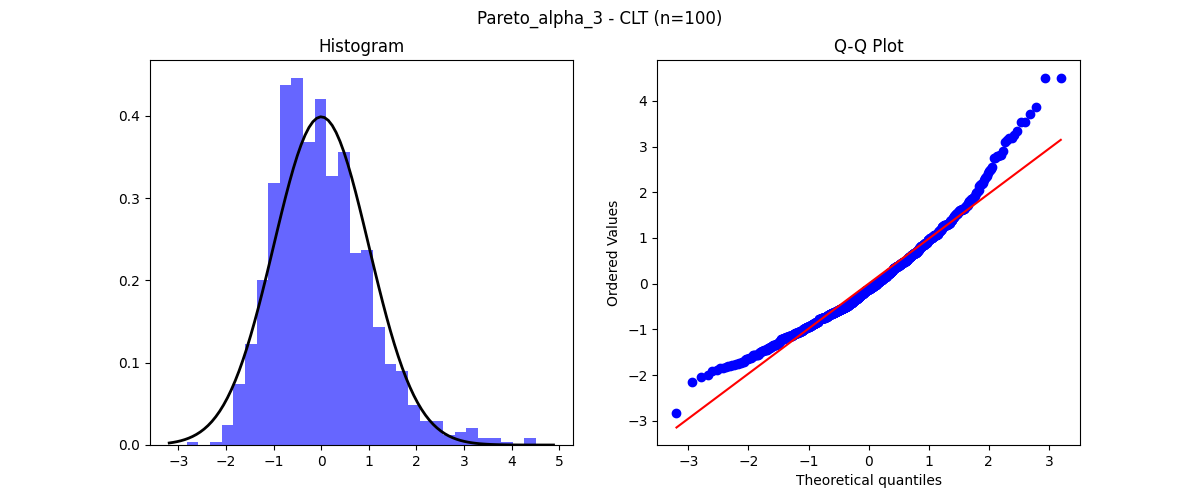 Pareto_alpha_3 - CLT (n=100)
Histogram
0.4
0.3
0.2
0.1
0.0
−3 −2 −1 0 1 2 3 4 5
Q-Q Plot
Ordered Values
4
3
2
1
0
−1
−2
−3
−3 −2 −1 0 1 2 3
Theoretical quantiles